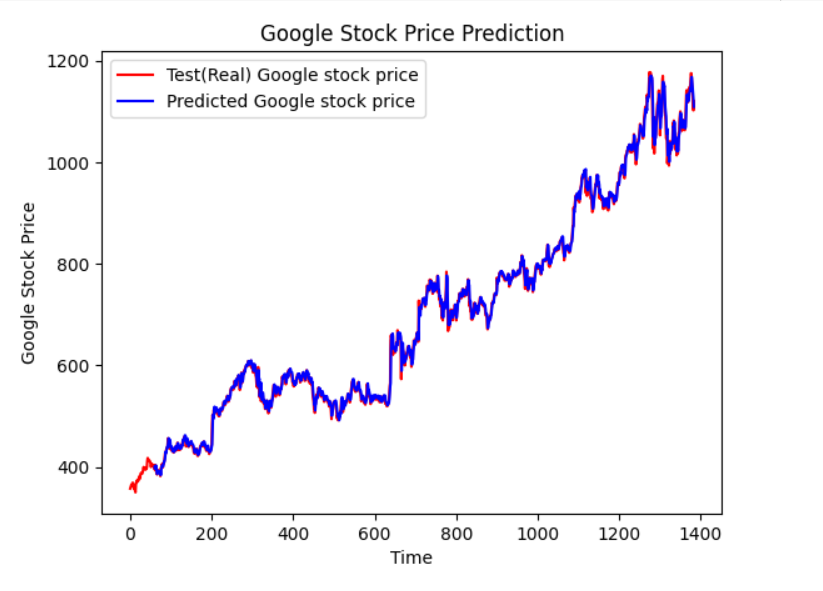 Google Stock Price Prediction
Test(Real) Google stock price
Predicted Google stock price
1200
1000
800
600
400
Google Stock Price
0 200 400 600 800 1000 1200 1400
Time